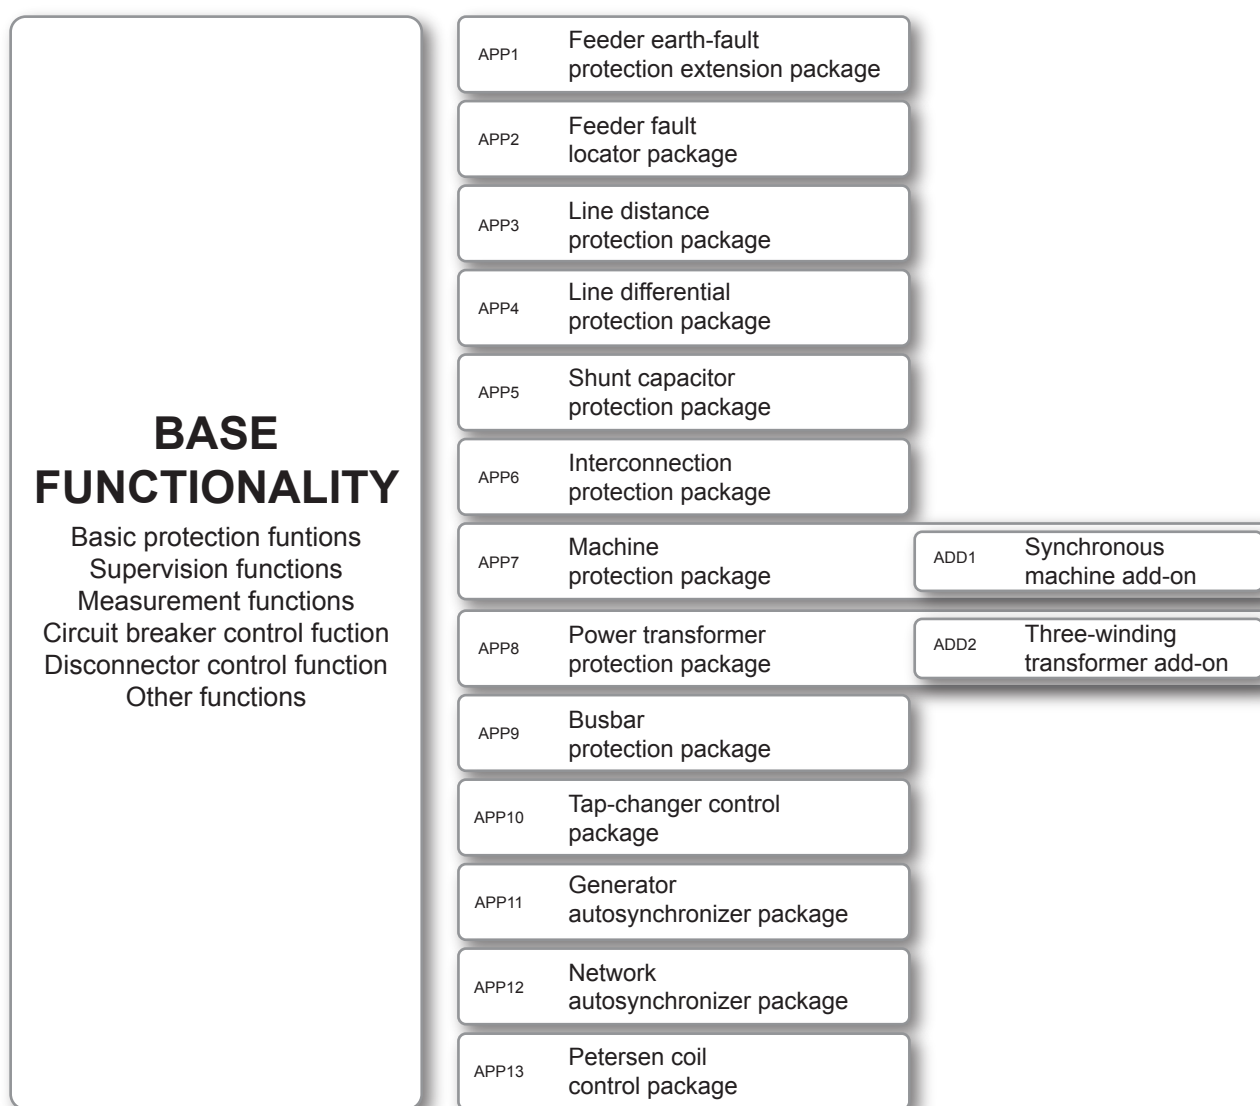 BASE
FUNCTIONALITY
Basic protection funtions
Supervision functions
Measurement functions
Circuit breaker control fuction
Disconnector control function
Other functions
APP1
Feeder earth-fault
protection extension package
APP2
Feeder fault
locator package
APP3
Line distance
protection package
APP4
Line differential
protection package
APP5
Shunt capacitor
protection package
APP6
Interconnection
protection package
APP7
Machine
protection package
ADD1
Synchronous
machine add-on
APP8
Power transformer
protection package
ADD2
Three-winding
transformer add-on
APP9
Busbar
protection package
APP10
Tap-changer control
package
APP11
Generator
autosynchronizer package
APP12
Network
autosynchronizer package
APP13
Petersen coil
control package